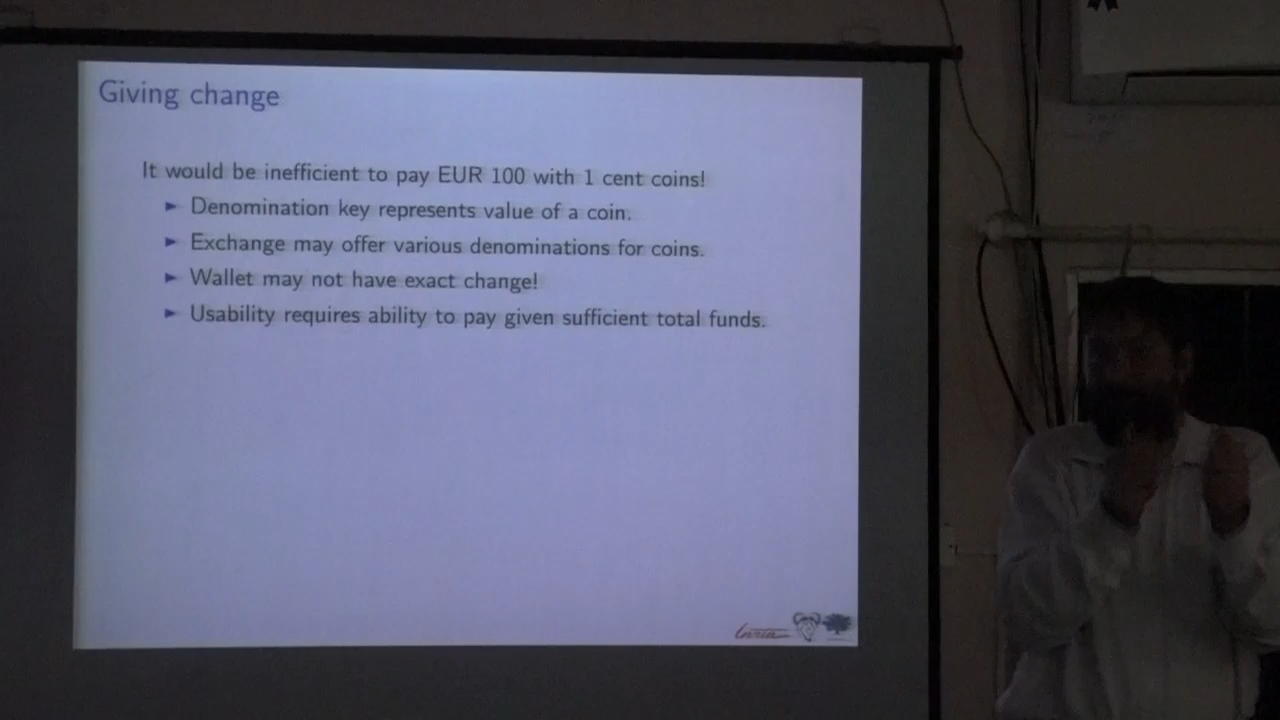 Giving change
It would be inefficient to pay EUR 100 with 1 cent coins!
► Denomination key represents value of a coin.
► Exchange may offer various denominations for coins.
► Wallet may not have exact change!
► Usability requires ability to pay given sufficient total funds.
Inria